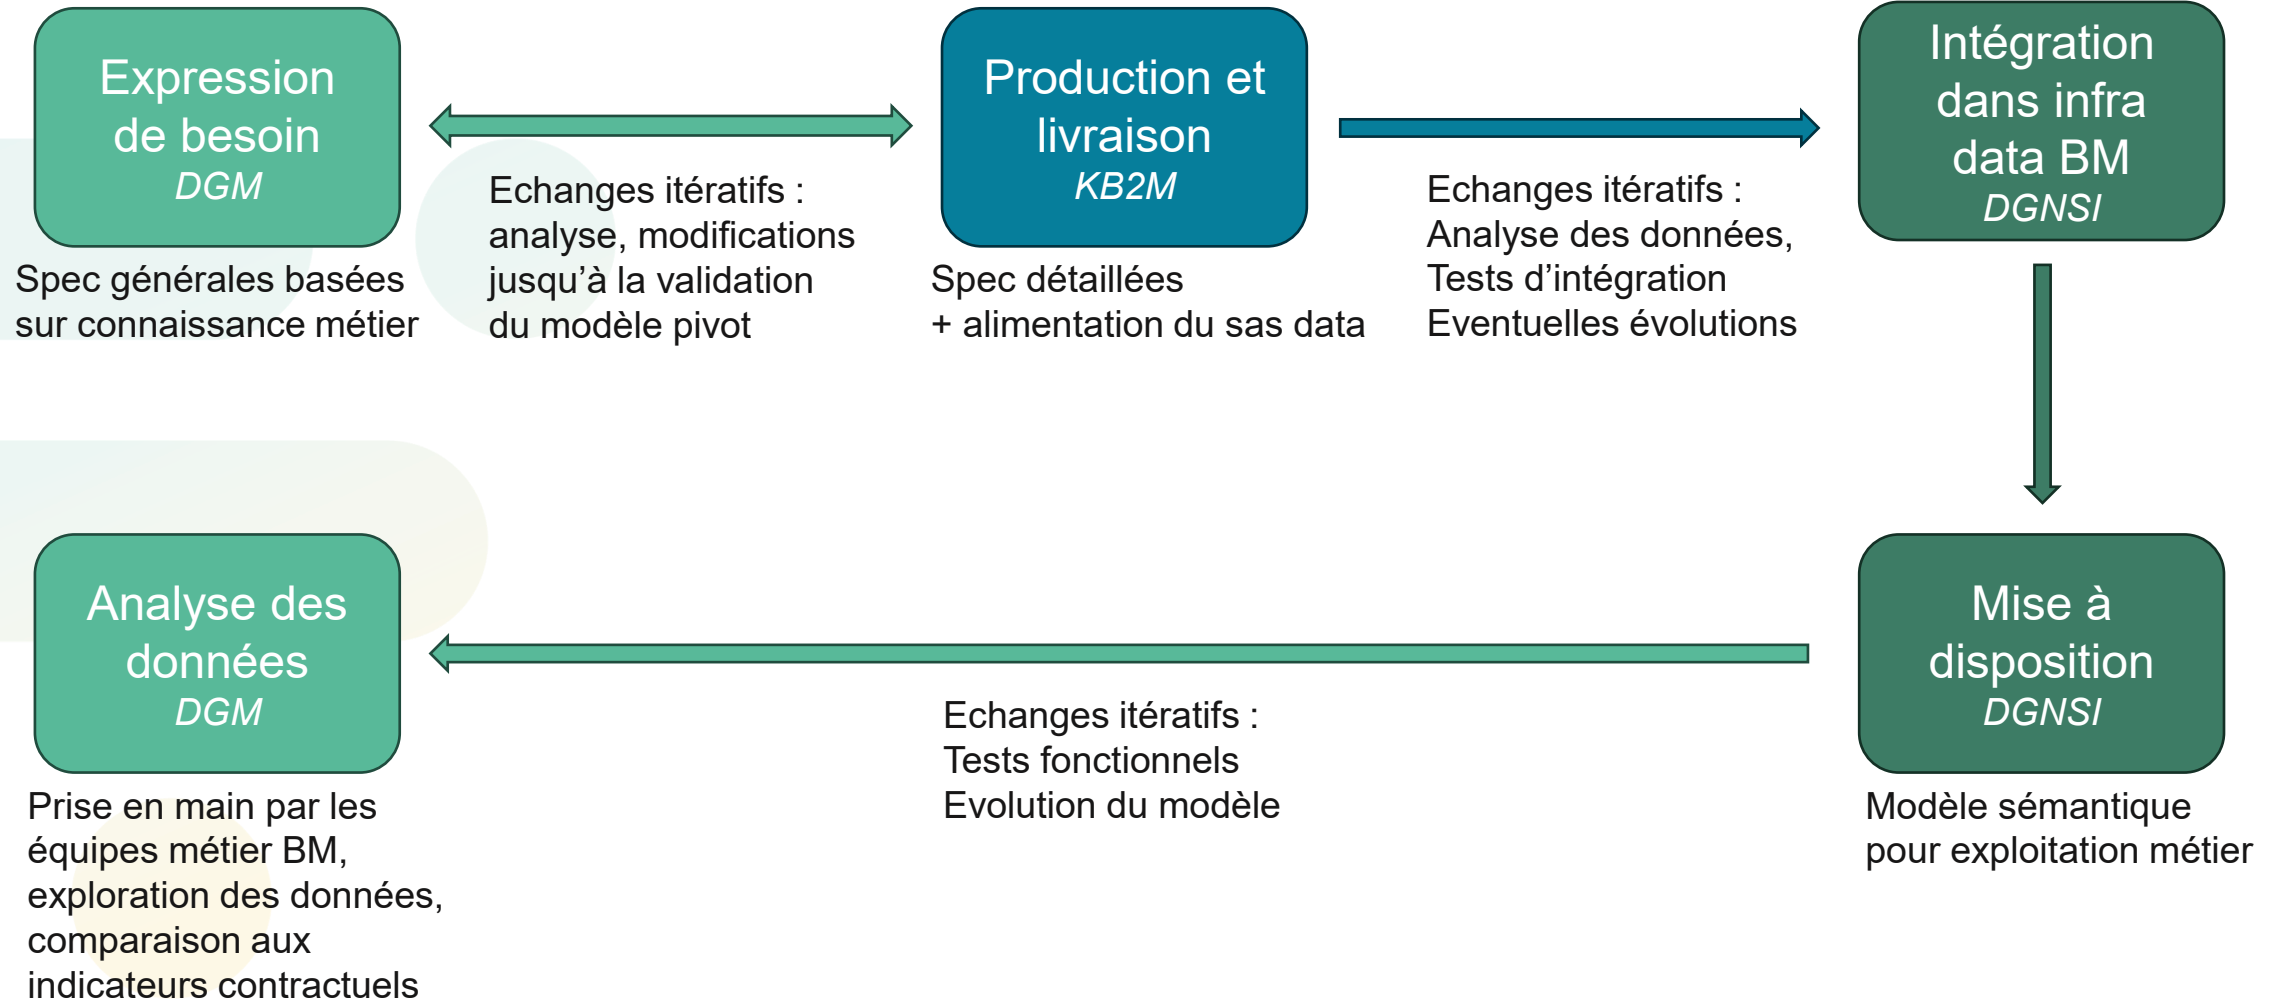 Expression
de besoin
DGM
Spec générales basées
sur connaissance métier
Echanges itératifs :
analyse, modifications
jusqu’à la validation
du modèle pivot
Production et
livraison
KB2M
Spec détaillées
+ alimentation du sas data
Echanges itératifs :
Analyse des données,
Tests d’intégration
Eventuelles évolutions
Intégration
dans infra
data BM
DGNSI
Mise à
disposition
DGNSI
Modèle sémantique
pour exploitation métier
Echanges itératifs :
Tests fonctionnels
Evolution du modèle
Analyse des
données
DGM
Prise en main par les
équipes métier BM,
exploration des données,
comparaison aux
indicateurs contractuels